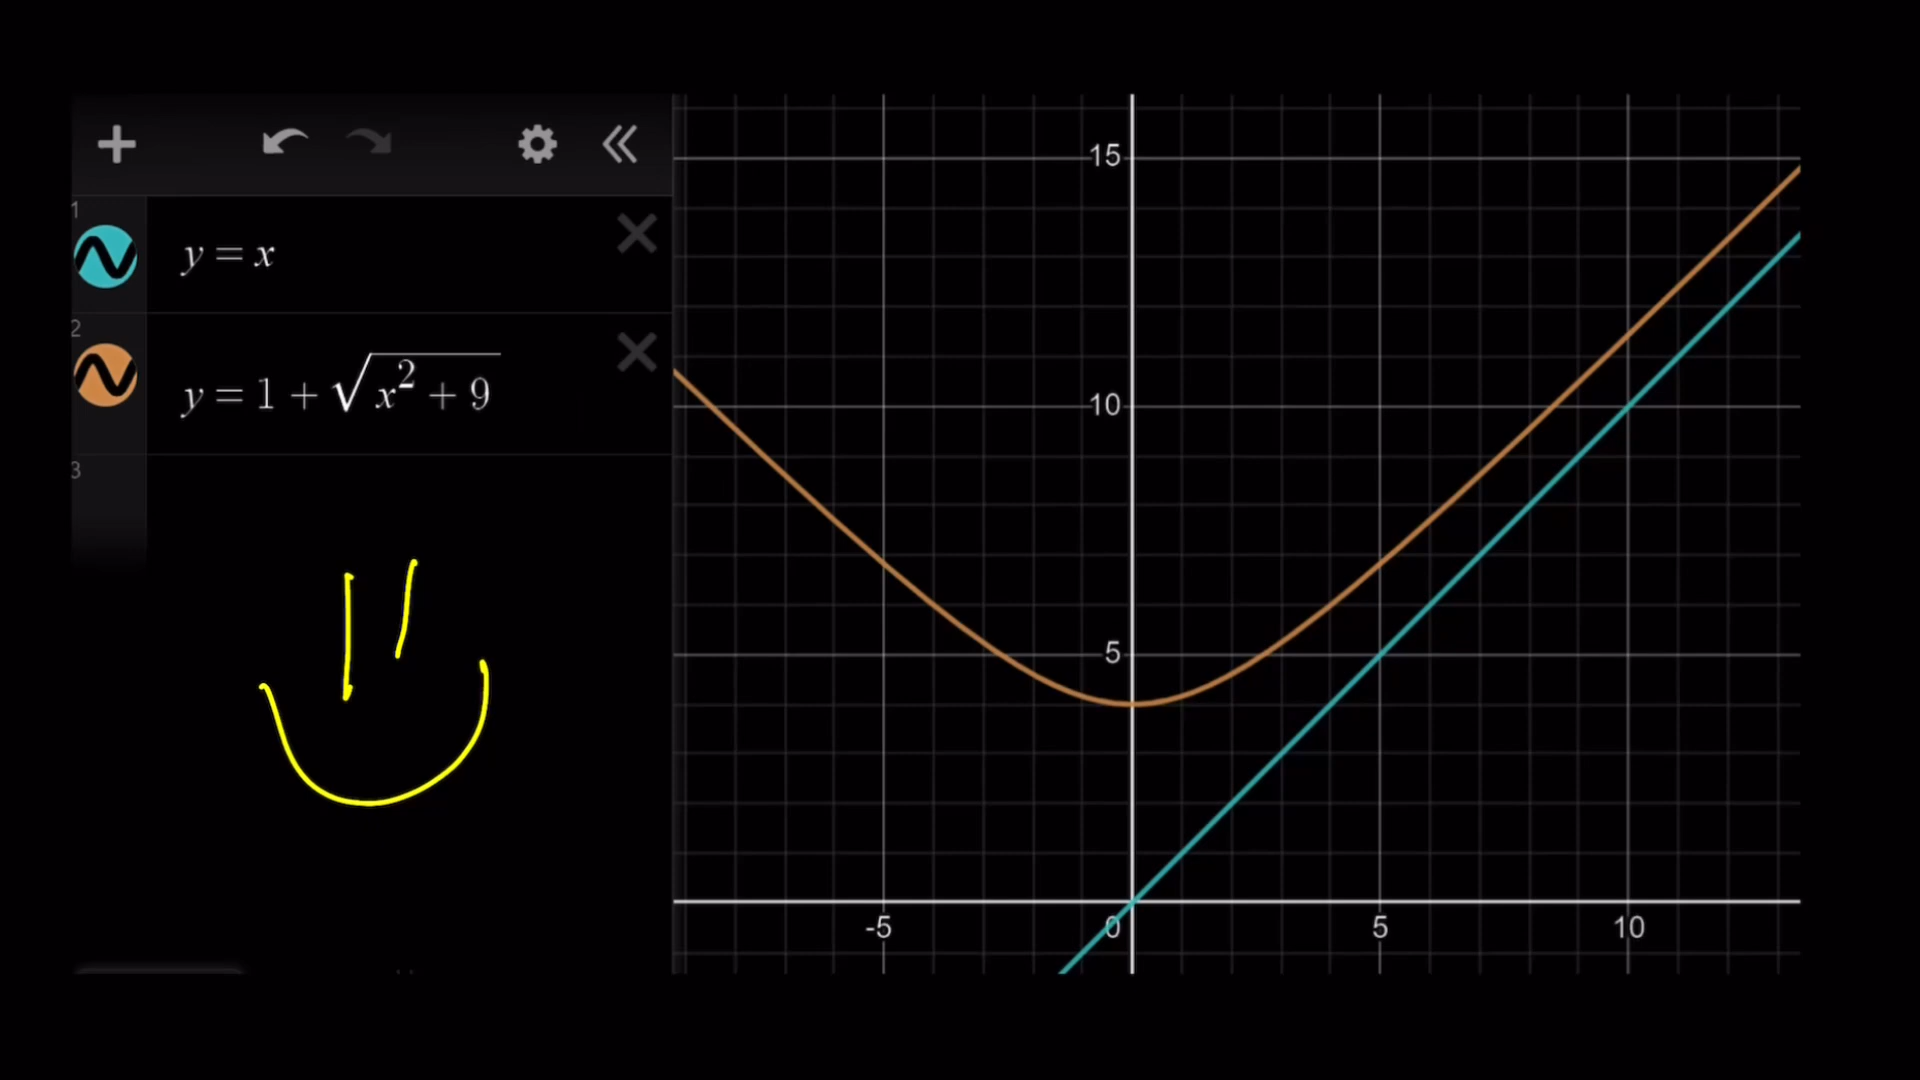 1
y = x
2
y = 1 + √(x² + 9)
3
15
10
5
-5 0 5 10